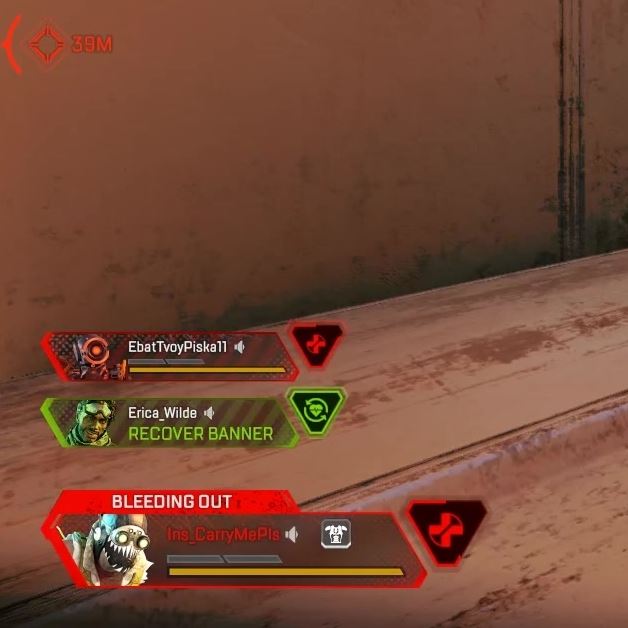 39M
EbatTvoyPiska11
Erica_Wilde
RECOVER BANNER
BLEEDING OUT
Ins_CarryMePls